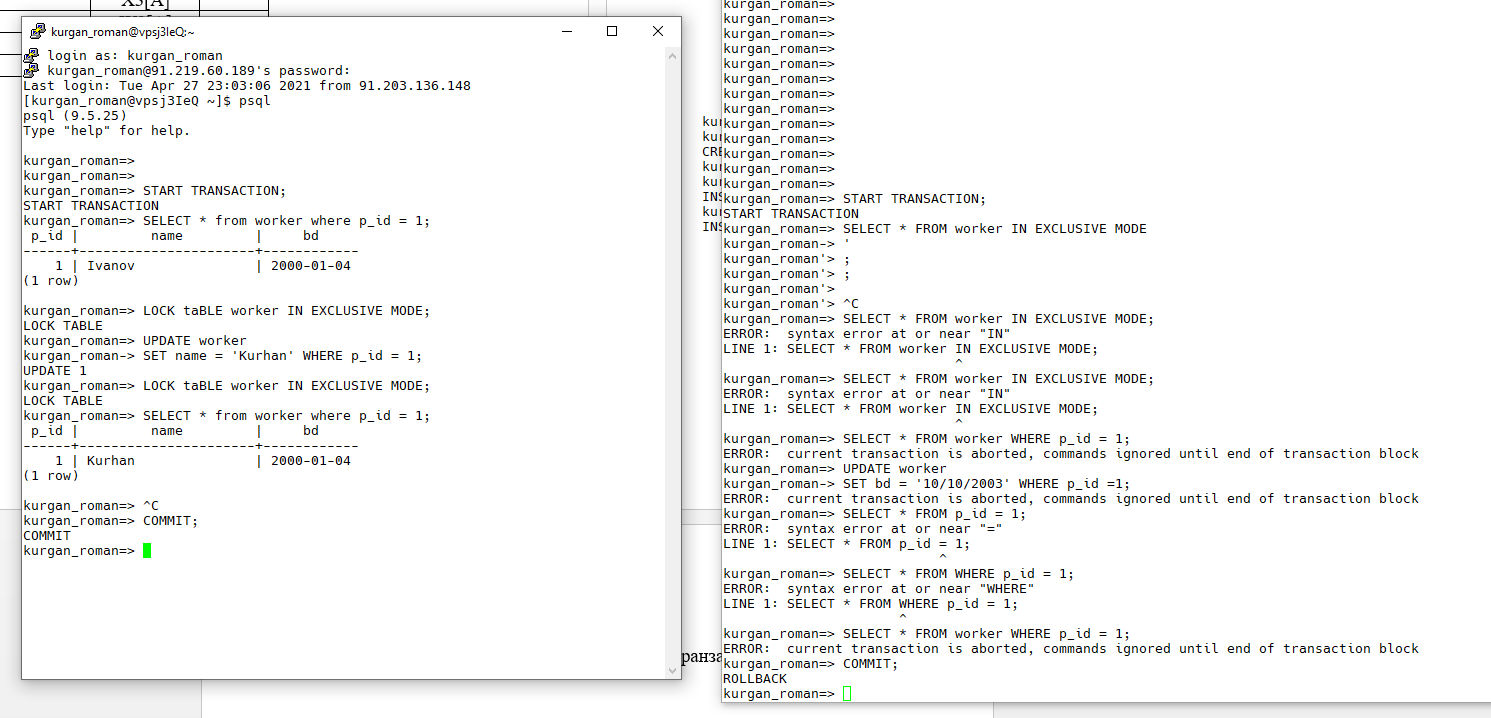 X5[A]
kurgan_roman@vpsj3IeQ:~
login as: kurgan_roman
kurgan_roman@91.219.60.189's password:
Last login: Tue Apr 27 23:03:06 2021 from 91.203.136.148
[kurgan_roman@vpsj3IeQ ~]$ psql
psql (9.5.25)
Type "help" for help.
kurgan_roman=>
kurgan_roman=>
kurgan_roman=> START TRANSACTION;
START TRANSACTION
kurgan_roman=> SELECT * from worker where p_id = 1;
 p_id |         name         |     bd
------+----------------------+------------
    1 | Ivanov               | 2000-01-04
(1 row)
kurgan_roman=> LOCK taBLE worker IN EXCLUSIVE MODE;
LOCK TABLE
kurgan_roman=> UPDATE worker
kurgan_roman-> SET name = 'Kurhan' WHERE p_id = 1;
UPDATE 1
kurgan_roman=> LOCK taBLE worker IN EXCLUSIVE MODE;
LOCK TABLE
kurgan_roman=> SELECT * from worker where p_id = 1;
 p_id |         name         |     bd
------+----------------------+------------
    1 | Kurhan               | 2000-01-04
(1 row)
kurgan_roman=> ^C
kurgan_roman=> COMMIT;
COMMIT
kurgan_roman=>
kur
kur
CRE
kur
kur
INS
kur
INS
ранза
kurgan_roman=>
kurgan_roman=>
kurgan_roman=>
kurgan_roman=>
kurgan_roman=>
kurgan_roman=>
kurgan_roman=>
kurgan_roman=>
kurgan_roman=>
kurgan_roman=>
kurgan_roman=>
kurgan_roman=>
kurgan_roman=>
kurgan_roman=> START TRANSACTION;
START TRANSACTION
kurgan_roman=> SELECT * FROM worker IN EXCLUSIVE MODE
kurgan_roman-> '
kurgan_roman'> ;
kurgan_roman'> ;
kurgan_roman'>
kurgan_roman'> ^C
kurgan_roman=> SELECT * FROM worker IN EXCLUSIVE MODE;
ERROR:  syntax error at or near "IN"
LINE 1: SELECT * FROM worker IN EXCLUSIVE MODE;
                             ^
kurgan_roman=> SELECT * FROM worker IN EXCLUSIVE MODE;
ERROR:  syntax error at or near "IN"
LINE 1: SELECT * FROM worker IN EXCLUSIVE MODE;
                             ^
kurgan_roman=> SELECT * FROM worker WHERE p_id = 1;
ERROR:  current transaction is aborted, commands ignored until end of transaction block
kurgan_roman=> UPDATE worker
kurgan_roman-> SET bd = '10/10/2003' WHERE p_id =1;
ERROR:  current transaction is aborted, commands ignored until end of transaction block
kurgan_roman=> SELECT * FROM p_id = 1;
ERROR:  syntax error at or near "="
LINE 1: SELECT * FROM p_id = 1;
                           ^
kurgan_roman=> SELECT * FROM WHERE p_id = 1;
ERROR:  syntax error at or near "WHERE"
LINE 1: SELECT * FROM WHERE p_id = 1;
                      ^
kurgan_roman=> SELECT * FROM worker WHERE p_id = 1;
ERROR:  current transaction is aborted, commands ignored until end of transaction block
kurgan_roman=> COMMIT;
ROLLBACK
kurgan_roman=>